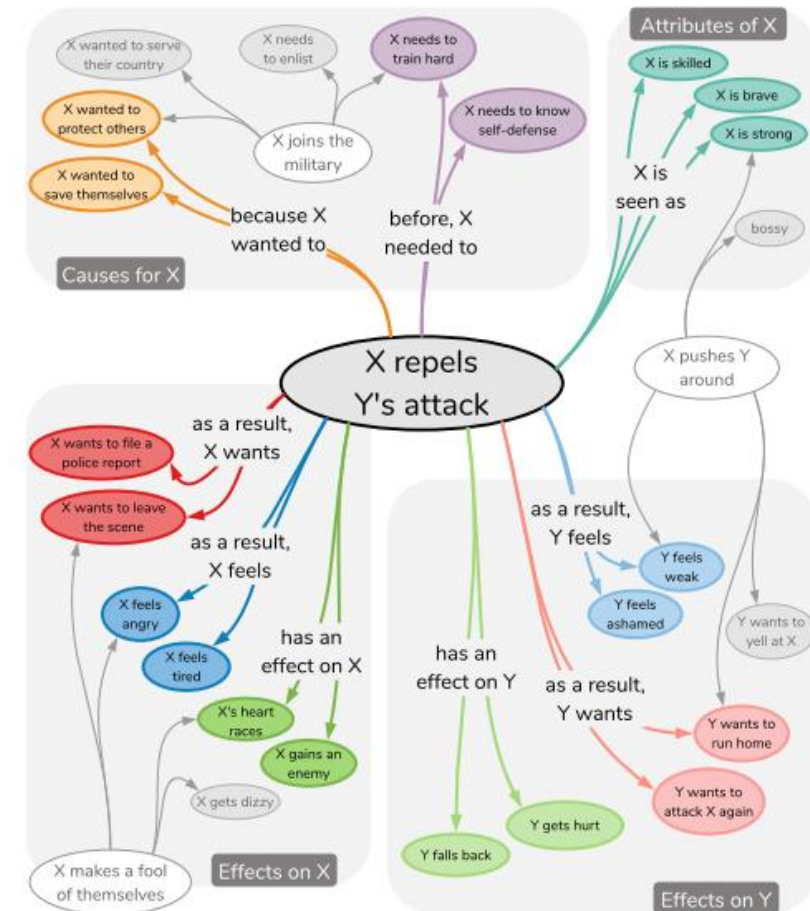 Attributes of X
X wanted to serve
their country
X needs
to enlist
X needs to
train hard
X is skilled
X is brave
X is strong
X wanted to
protect others
X joins the
military
X needs to know
self-defense
X wanted to
save themselves
X is
seen as
because X
wanted to
before, X
needed to
bossy
Causes for X
X repels
Y's attack
X pushes Y
around
as a result,
X wants
X wants to file a
police report
X wants to leave
the scene
as a result,
X feels
as a result,
Y feels
Y feels
weak
X feels
angry
Y feels
ashamed
X feels
tired
has an
effect on X
has an
effect on Y
Y wants to
yell at X
as a result,
Y wants
X's heart
races
Y wants to
run home
X gains an
enemy
X gets dizzy
Y wants to
attack X again
Y gets hurt
Y falls back
X makes a fool
of themselves
Effects on X
Effects on Y